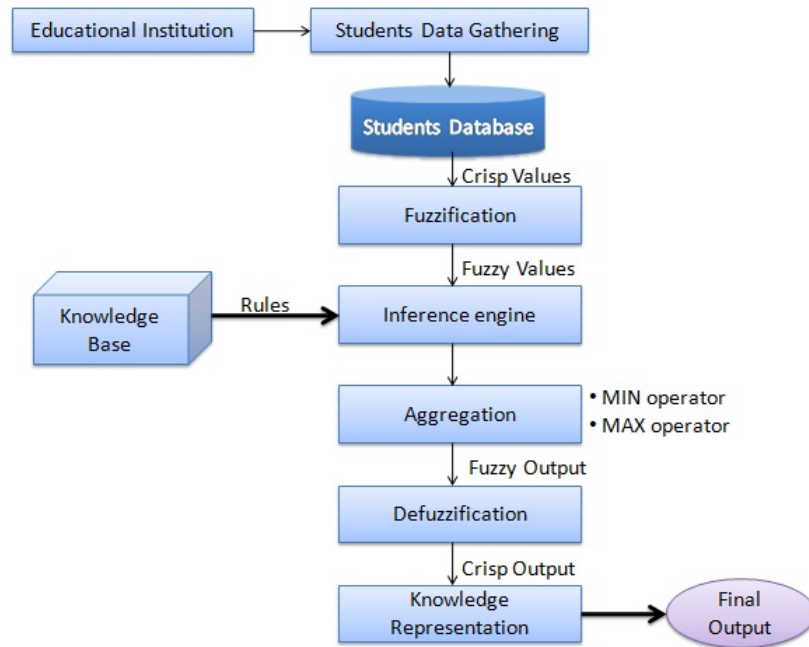 Educational Institution
Students Data Gathering
Students Database
Crisp Values
Fuzzification
Fuzzy Values
Knowledge
Base
Rules
Inference engine
Aggregation
• MIN operator
• MAX operator
Fuzzy Output
Defuzzification
Crisp Output
Knowledge
Representation
Final
Output